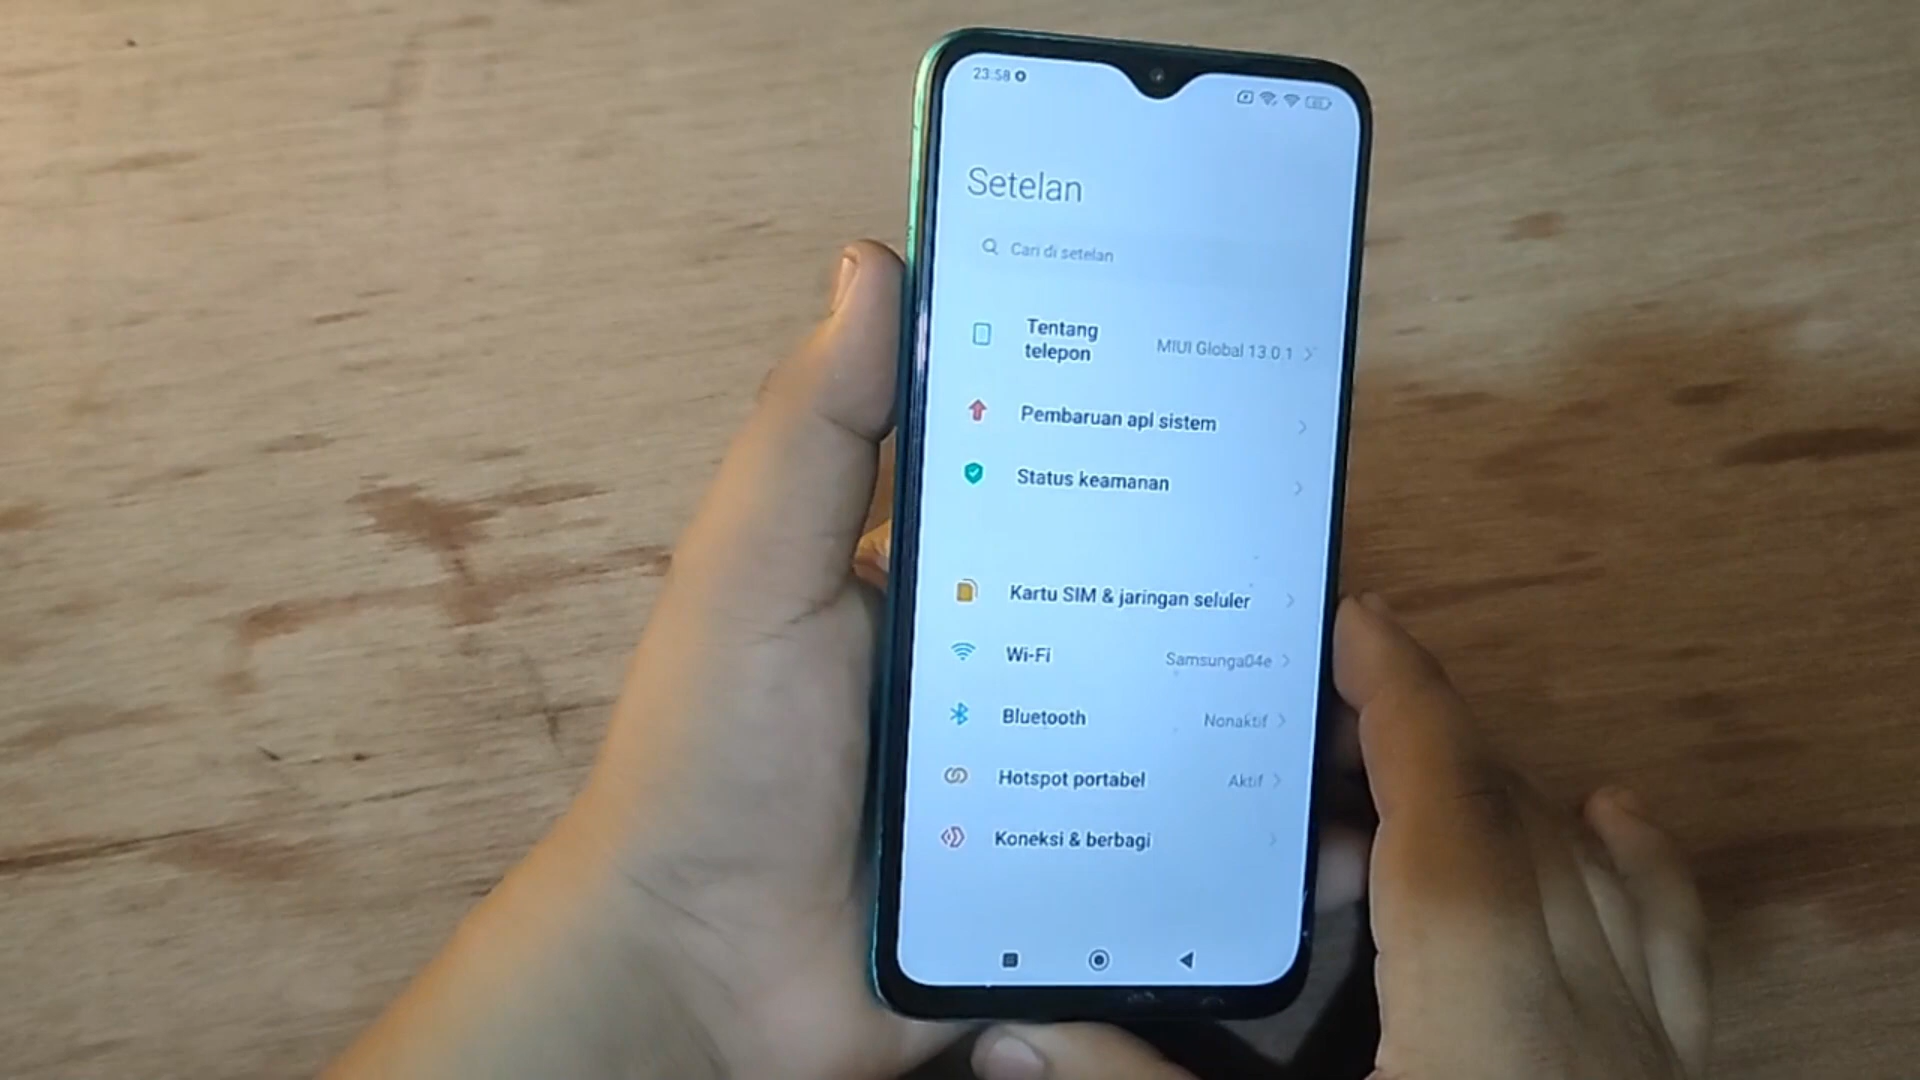 23.58
Setelan
Cari di setelan
Tentang
telepon
MIUI Global 13.0.1
Pembaruan apl sistem
Status keamanan
Kartu SIM & jaringan seluler
Wi-Fi
Samsunga04e
Bluetooth
Nonaktif
Hotspot portabel
Aktif
Koneksi & berbagi